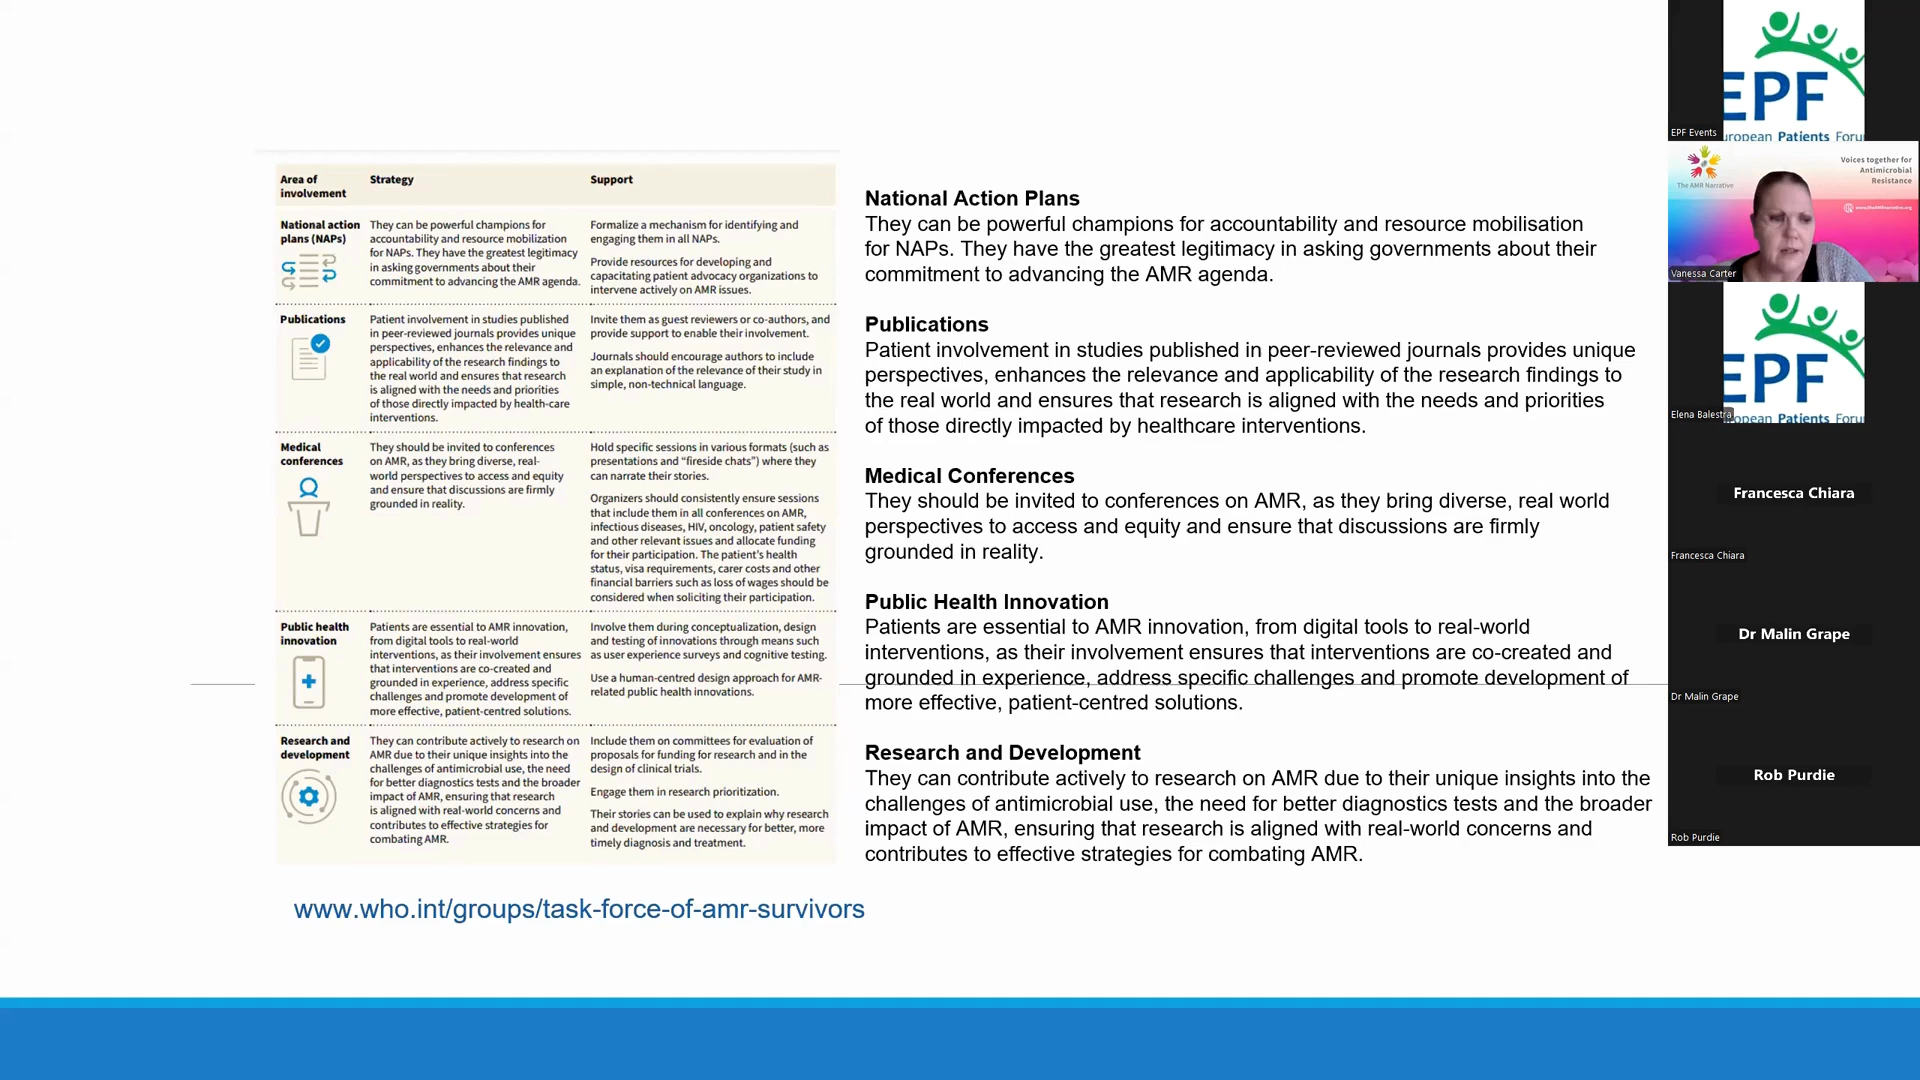 Area of involvement
Strategy
Support
National action plans (NAPs)
They can be powerful champions for
accountability and resource mobilization
for NAPs. They have the greatest legitimacy
in asking governments about their
commitment to advancing the AMR agenda.
Formalize a mechanism for identifying and
engaging them in all NAPs.
Provide resources for developing and
capacitating patient advocacy organizations to
intervene actively on AMR issues.
Publications
Patient involvement in studies published
in peer-reviewed journals provides unique
perspectives, enhances the relevance and
applicability of the research findings to
the real world and ensures that research
is aligned with the needs and priorities
of those directly impacted by health-care
interventions.
Invite them as guest reviewers or co-authors, and
provide support to enable their involvement.
Journals should encourage authors to include
an explanation of the relevance of their study in
simple, non-technical language.
Medical
conferences
They should be invited to conferences
on AMR, as they bring diverse, real-
world perspectives to access and equity
and ensure that discussions are firmly
grounded in reality.
Hold specific sessions in various formats (such as
presentations and “fireside chats”) where they
can narrate their stories.
Organizers should consistently ensure sessions
that include them in all conferences on AMR,
infectious diseases, HIV, oncology, patient safety
and other relevant issues and allocate funding
for their participation. The patient's health
status, visa requirements, carer costs and other
financial barriers such as loss of wages should be
considered when soliciting their participation.
Public health
innovation
Patients are essential to AMR innovation,
from digital tools to real-world
interventions, as their involvement ensures
that interventions are co-created and
grounded in experience, address specific
challenges and promote development of
more effective, patient-centred solutions.
Involve them during conceptualization, design
and testing of innovations through means such
as user experience surveys and cognitive testing.
Use a human-centred design approach for AMR-
related public health innovations.
Research and
development
They can contribute actively to research on
AMR due to their unique insights into the
challenges of antimicrobial use, the need
for better diagnostics tests and the broader
impact of AMR, ensuring that research
is aligned with real-world concerns and
contributes to effective strategies for
combating AMR.
Include them on committees for evaluation of
proposals for funding for research and in the
design of clinical trials.
Engage them in research prioritization.
Their stories can be used to explain why research
and development are necessary for better, more
timely diagnosis and treatment.
www.who.int/groups/task-force-of-amr-survivors
National Action Plans
They can be powerful champions for accountability and resource mobilisation
for NAPs. They have the greatest legitimacy in asking governments about their
commitment to advancing the AMR agenda.
Publications
Patient involvement in studies published in peer-reviewed journals provides unique
perspectives, enhances the relevance and applicability of the research findings to
the real world and ensures that research is aligned with the needs and priorities
of those directly impacted by healthcare interventions.
Medical Conferences
They should be invited to conferences on AMR, as they bring diverse, real world
perspectives to access and equity and ensure that discussions are firmly
grounded in reality.
Public Health Innovation
Patients are essential to AMR innovation, from digital tools to real-world
interventions, as their involvement ensures that interventions are co-created and
grounded in experience, address specific challenges and promote development of
more effective, patient-centred solutions.
Research and Development
They can contribute actively to research on AMR due to their unique insights into the
challenges of antimicrobial use, the need for better diagnostics tests and the broader
impact of AMR, ensuring that research is aligned with real-world concerns and
contributes to effective strategies for combating AMR.
EPF
uropean Patients Foru
EPF Events
The AMR Narrative
Voices together for
Antimicrobial
Resistance
www.theAMRnarrative.org
Vanessa Carter
EPF
uropean Patients Foru
Elena Balestra
Francesca Chiara
Francesca Chiara
Dr Malin Grape
Dr Malin Grape
Rob Purdie
Rob Purdie